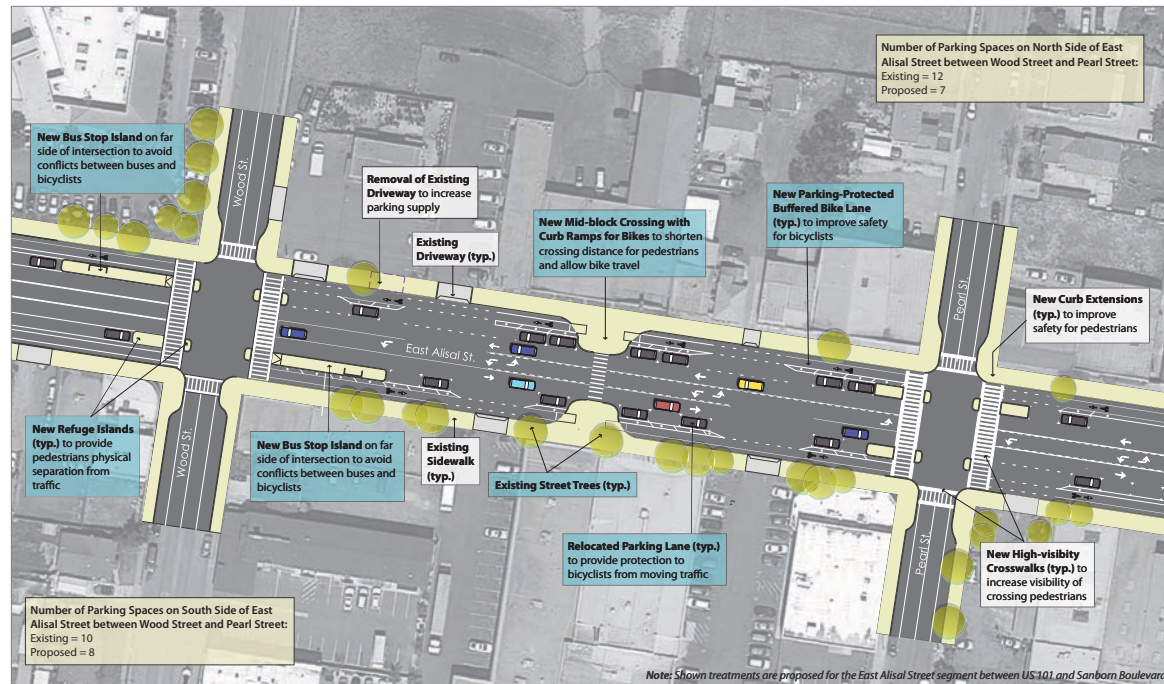 Number of Parking Spaces on North Side of East
Alisal Street between Wood Street and Pearl Street:
Existing = 12
Proposed = 7
New Bus Stop Island on far
side of intersection to avoid
conflicts between buses and
bicyclists
Wood St.
Removal of Existing
Driveway to increase
parking supply
Existing
Driveway (typ.)
New Mid-block Crossing with
Curb Ramps for Bikes to shorten
crossing distance for pedestrians
and allow bike travel
New Parking-Protected
Buffered Bike Lane
(typ.) to improve safety
for bicyclists
Pearl St.
New Curb Extensions
(typ.) to improve
safety for pedestrians
East Alisal St.
New Refuge Islands
(typ.) to provide
pedestrians physical
separation from
traffic
Wood St.
New Bus Stop Island on far
side of intersection to avoid
conflicts between buses and
bicyclists
Existing
Sidewalk
(typ.)
Existing Street Trees (typ.)
Relocated Parking Lane (typ.)
to provide protection to
bicyclists from moving traffic
Pearl St.
New High-visibity
Crosswalks (typ.) to
increase visibility of
crossing pedestrians
Number of Parking Spaces on South Side of East
Alisal Street between Wood Street and Pearl Street:
Existing = 10
Proposed = 8
Note: Shown treatments are proposed for the East Alisal Street segment between US 101 and Sanborn Boulevard